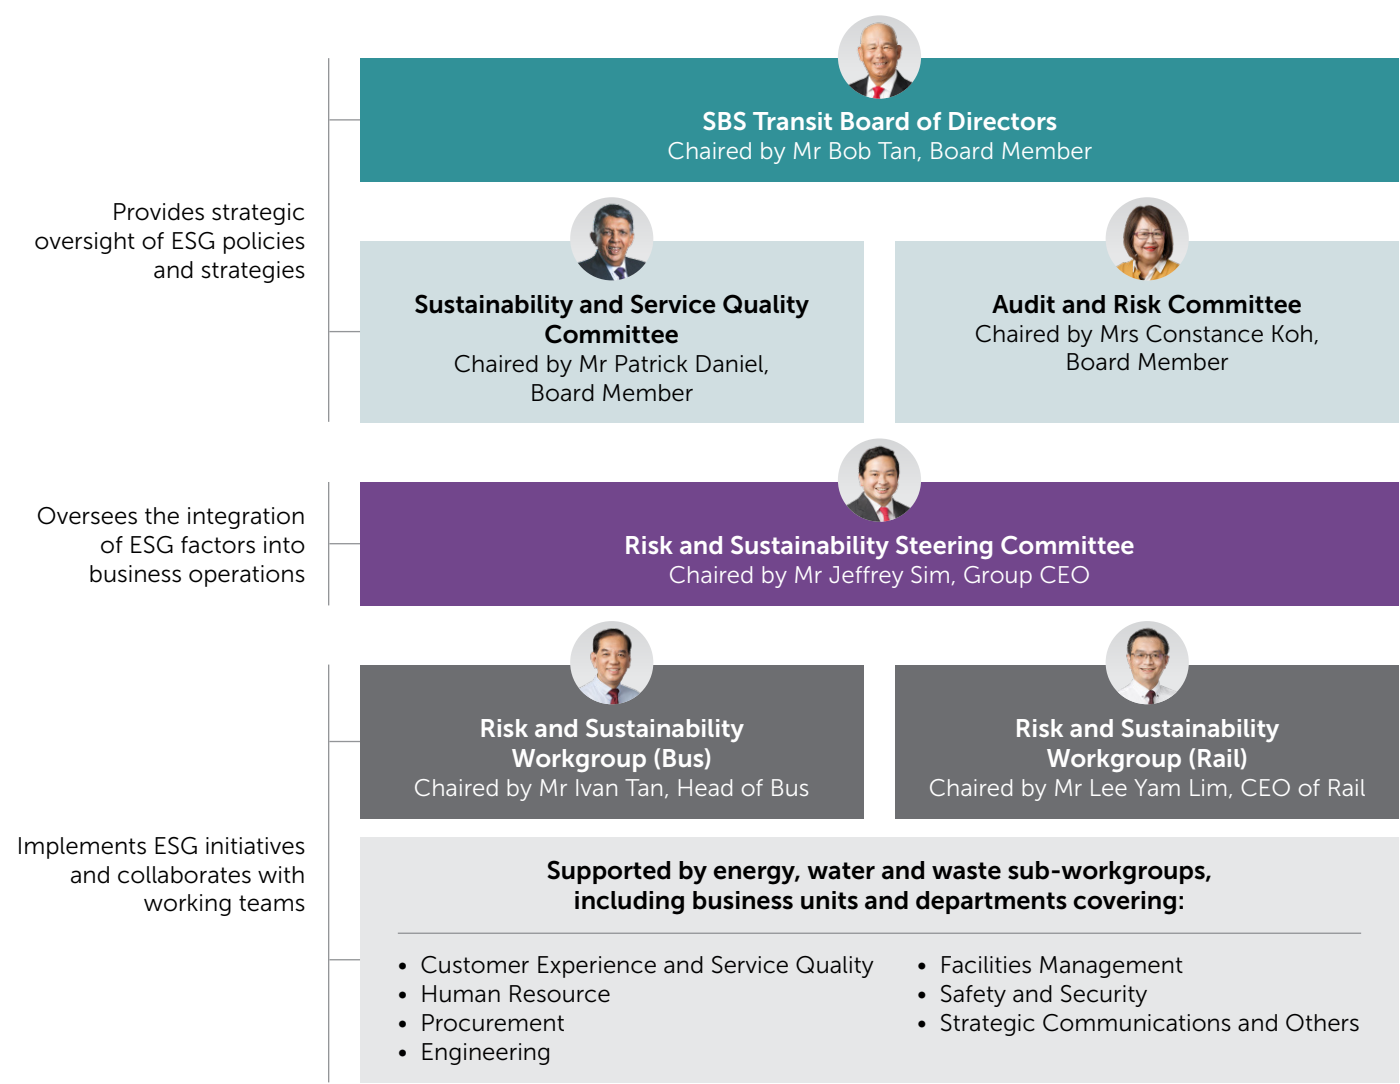 SBS Transit Board of Directors
Chaired by Mr Bob Tan, Board Member
Provides strategic
oversight of ESG policies
and strategies
Sustainability and Service Quality
Committee
Chaired by Mr Patrick Daniel,
Board Member
Audit and Risk Committee
Chaired by Mrs Constance Koh,
Board Member
Oversees the integration
of ESG factors into
business operations
Risk and Sustainability Steering Committee
Chaired by Mr Jeffrey Sim, Group CEO
Risk and Sustainability
Workgroup (Bus)
Chaired by Mr Ivan Tan, Head of Bus
Risk and Sustainability
Workgroup (Rail)
Chaired by Mr Lee Yam Lim, CEO of Rail
Implements ESG initiatives
and collaborates with
working teams
Supported by energy, water and waste sub-workgroups,
including business units and departments covering:
• Customer Experience and Service Quality
• Human Resource
• Procurement
• Engineering
• Facilities Management
• Safety and Security
• Strategic Communications and Others